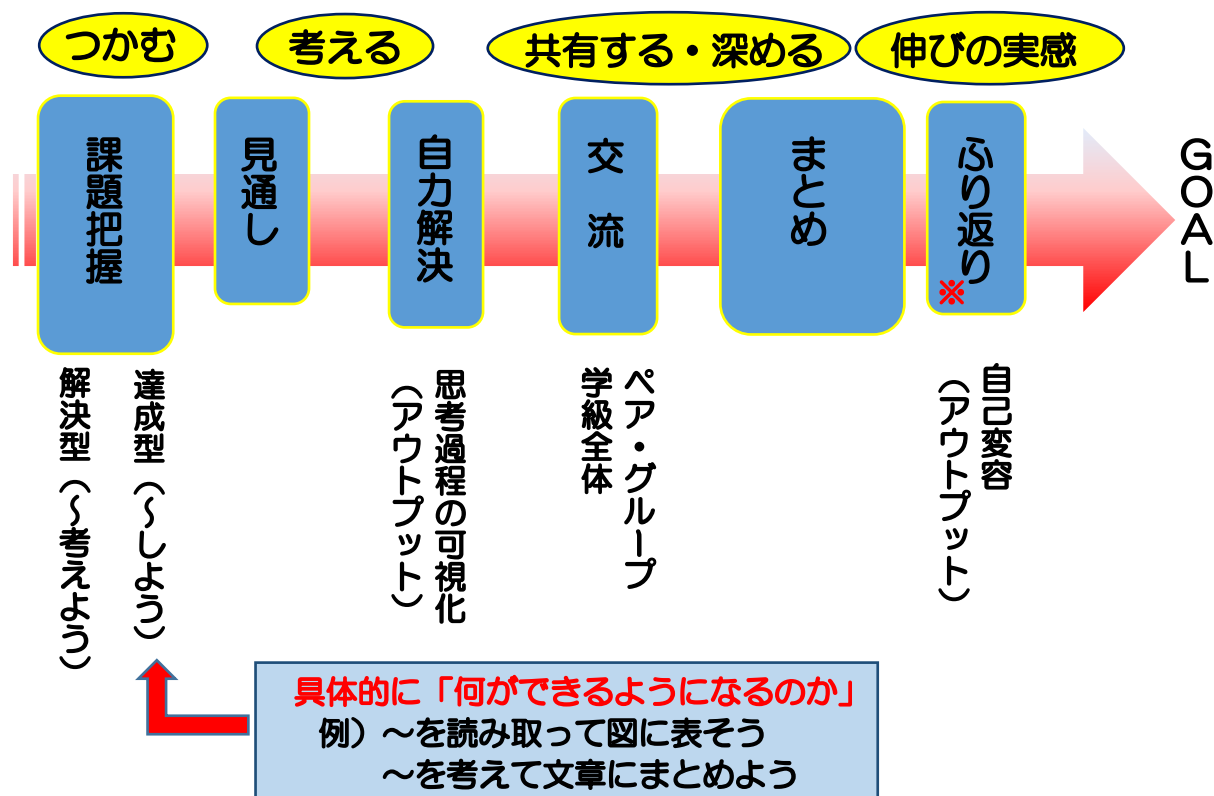 つかむ
考える
共有する・深める
伸びの実感
課題把握
見通し
自力解決
交流
まとめ
ふり返り
※
GOAL
達成型（～しよう）
解決型（～考えよう）
思考過程の可視化
（アウトプット）
ペア・グループ
学級全体
自己変容
（アウトプット）
具体的に「何ができるようになるのか」
例）～を読み取って図に表そう
～を考えて文章にまとめよう